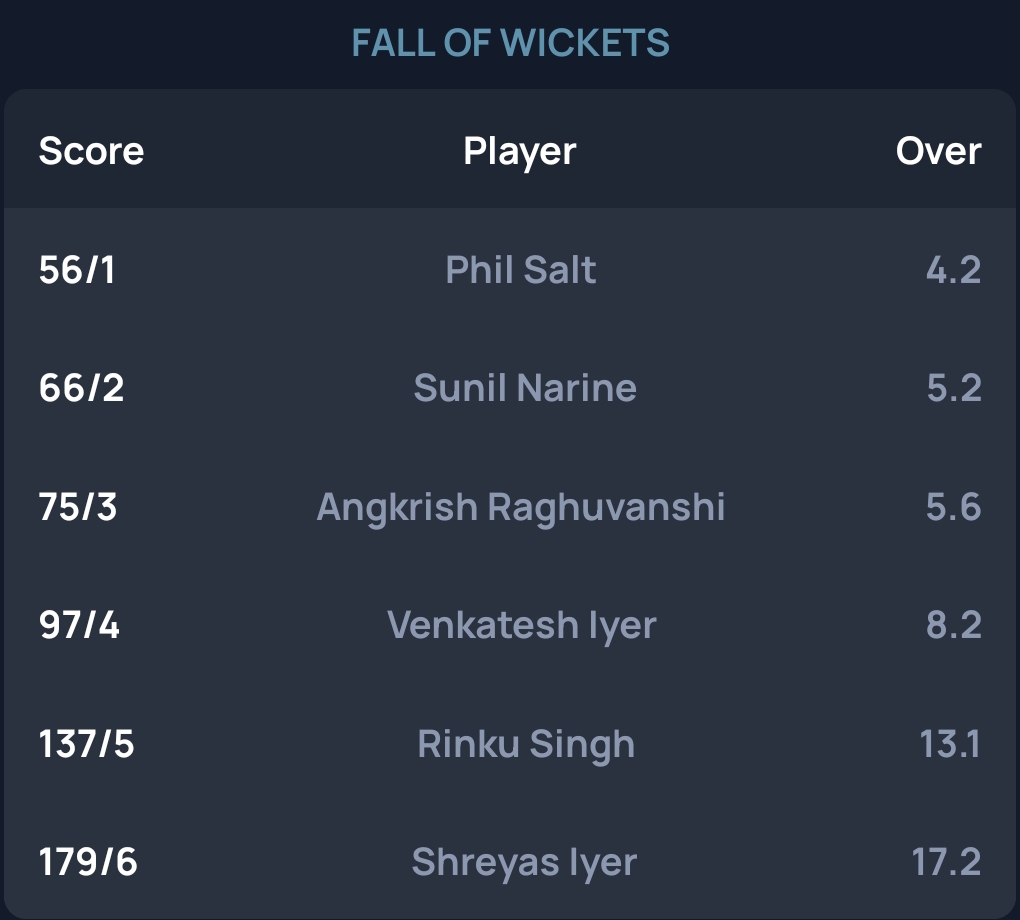 FALL OF WICKETS
Score Player Over
56/1 Phil Salt 4.2
66/2 Sunil Narine 5.2
75/3 Angkrish Raghuvanshi 5.6
97/4 Venkatesh Iyer 8.2
137/5 Rinku Singh 13.1
179/6 Shreyas Iyer 17.2